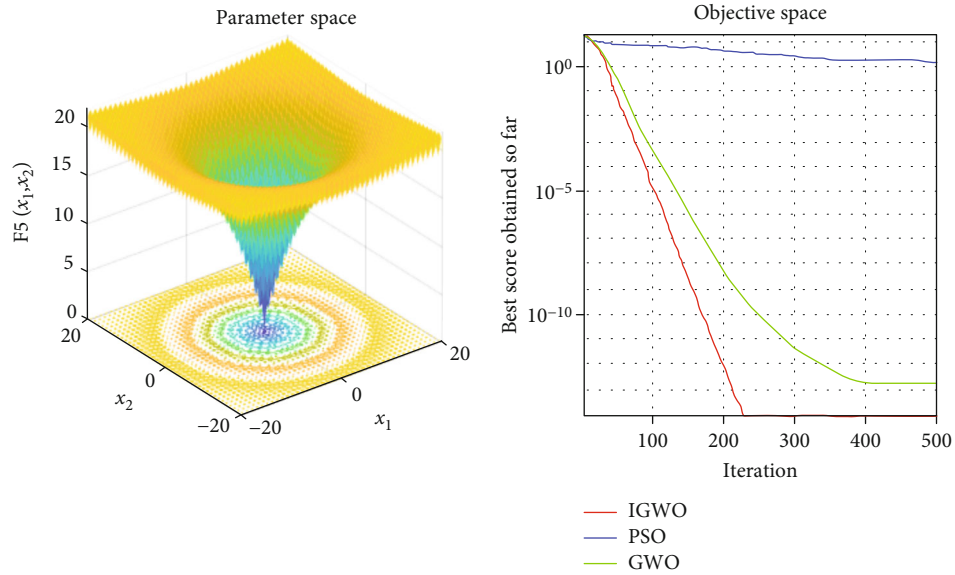 Parameter space
F5 (x₁,x₂)
20
15
10
5
0
20
0
−20
x₂
−20
0
20
x₁
Objective space
Best score obtained so far
10⁰
10⁻⁵
10⁻¹⁰
100 200 300 400 500
Iteration
IGWO
PSO
GWO